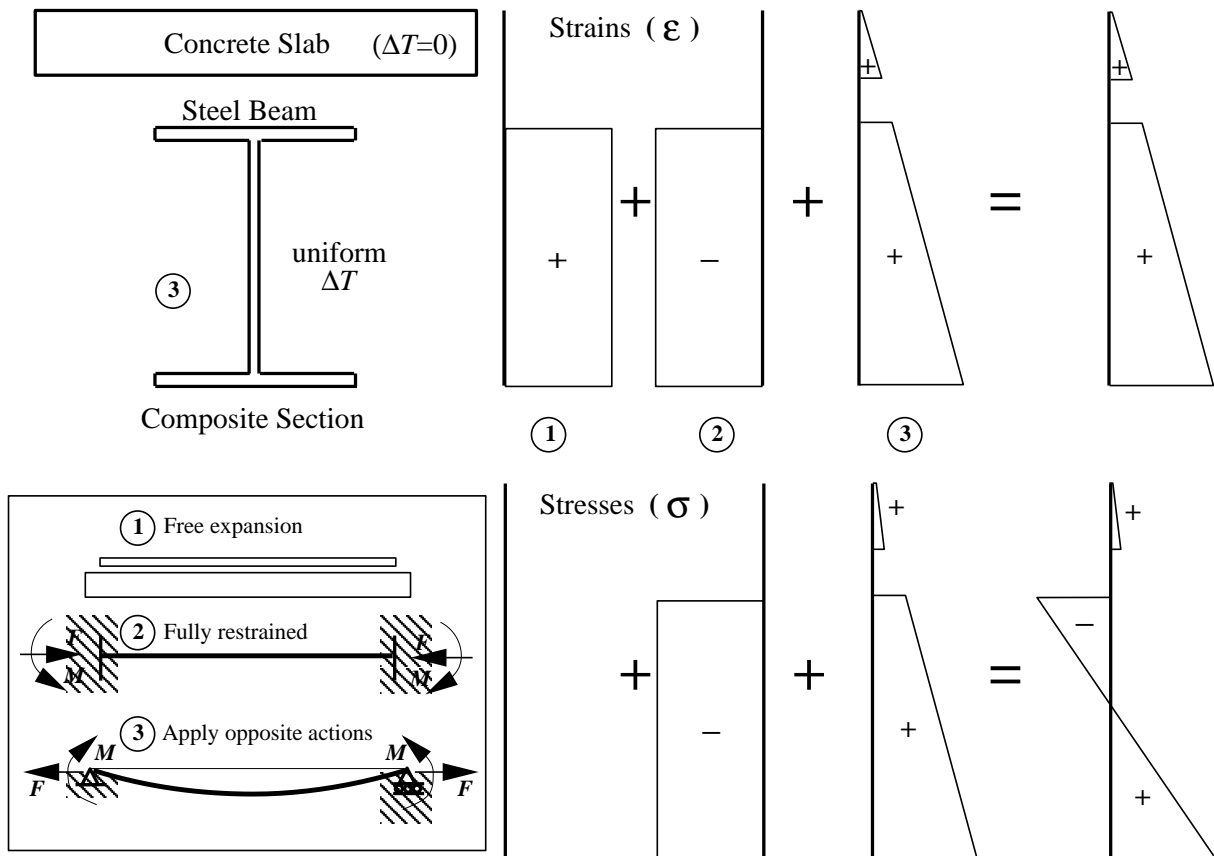 Concrete Slab (ΔT=0)
Steel Beam
uniform
ΔT
3
Composite Section
Strains ( ε )
+
+
+
+
−
+
+
=
+
+
1
2
3
1 Free expansion
2 Fully restrained
F
M
F
M
3 Apply opposite actions
M
M
F
F
Stresses ( σ )
+
+
−
+
+
+
=
+
−
+